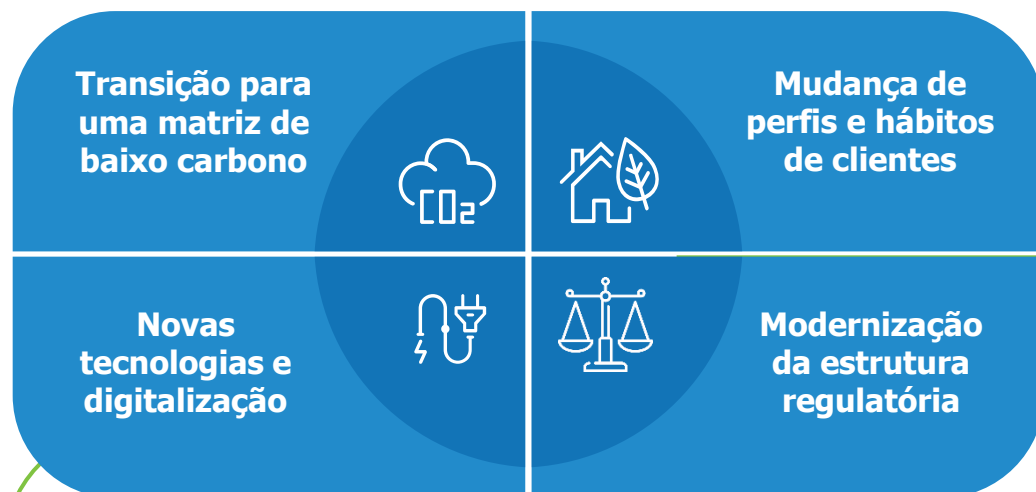 Transição para
uma matriz de
baixo carbono
CO2
Mudança de
perfis e hábitos
de clientes
Novas
tecnologias e
digitalização
Modernização
da estrutura
regulatória